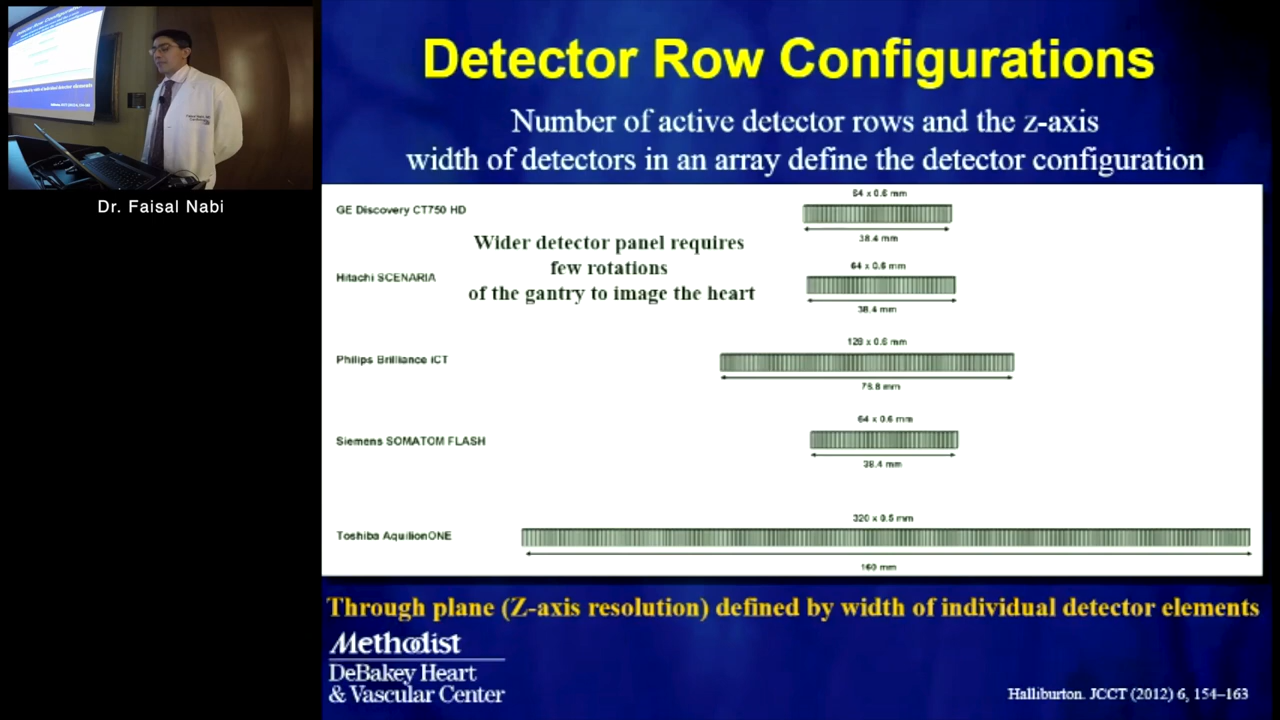 Detector Row Configurations
Number of active detector rows and the z-axis
width of detectors in an array define the detector configuration
Dr. Faisal Nabi
GE Discovery CT750 HD
64 x 0.6 mm
38.4 mm
Wider detector panel requires
few rotations
of the gantry to image the heart
Hitachi SCENARIA
64 x 0.6 mm
38.4 mm
Philips Brilliance iCT
128 x 0.6 mm
76.8 mm
Siemens SOMATOM FLASH
64 x 0.6 mm
38.4 mm
Toshiba AquilionONE
320 x 0.5 mm
160 mm
Through plane (Z-axis resolution) defined by width of individual detector elements
Methodist
DeBakey Heart
& Vascular Center
Halliburton. JCCT (2012) 6, 154–163